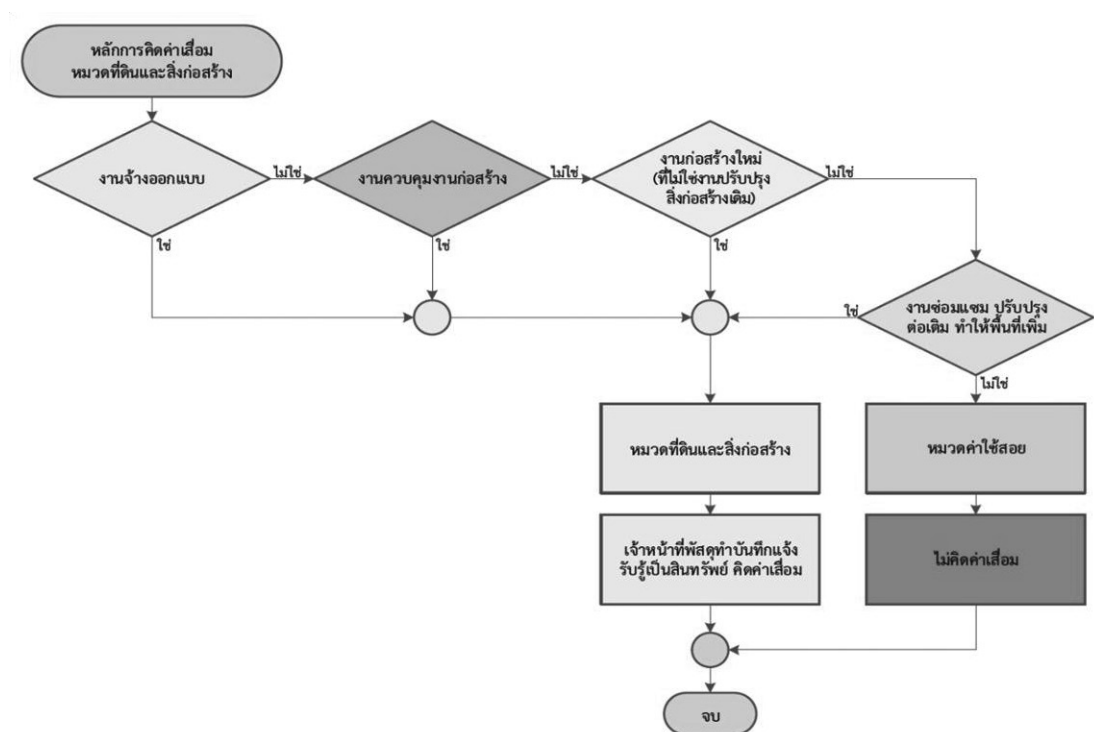 หลักการคิดค่าเสื่อม
หมวดที่ดินและสิ่งก่อสร้าง
งานจ้างออกแบบ
ไม่ใช่
งานควบคุมงานก่อสร้าง
ไม่ใช่
งานก่อสร้างใหม่
(ที่ไม่ใช่งานปรับปรุง
สิ่งก่อสร้างเดิม)
ไม่ใช่
ใช่
ใช่
ใช่
งานซ่อมแซม ปรับปรุง
ต่อเติม ทำให้พื้นที่เพิ่ม
ใช่
ไม่ใช่
หมวดที่ดินและสิ่งก่อสร้าง
หมวดค่าใช้สอย
เจ้าหน้าที่พัสดุทำบันทึกแจ้ง
รับรู้เป็นสินทรัพย์ คิดค่าเสื่อม
ไม่คิดค่าเสื่อม
จบ